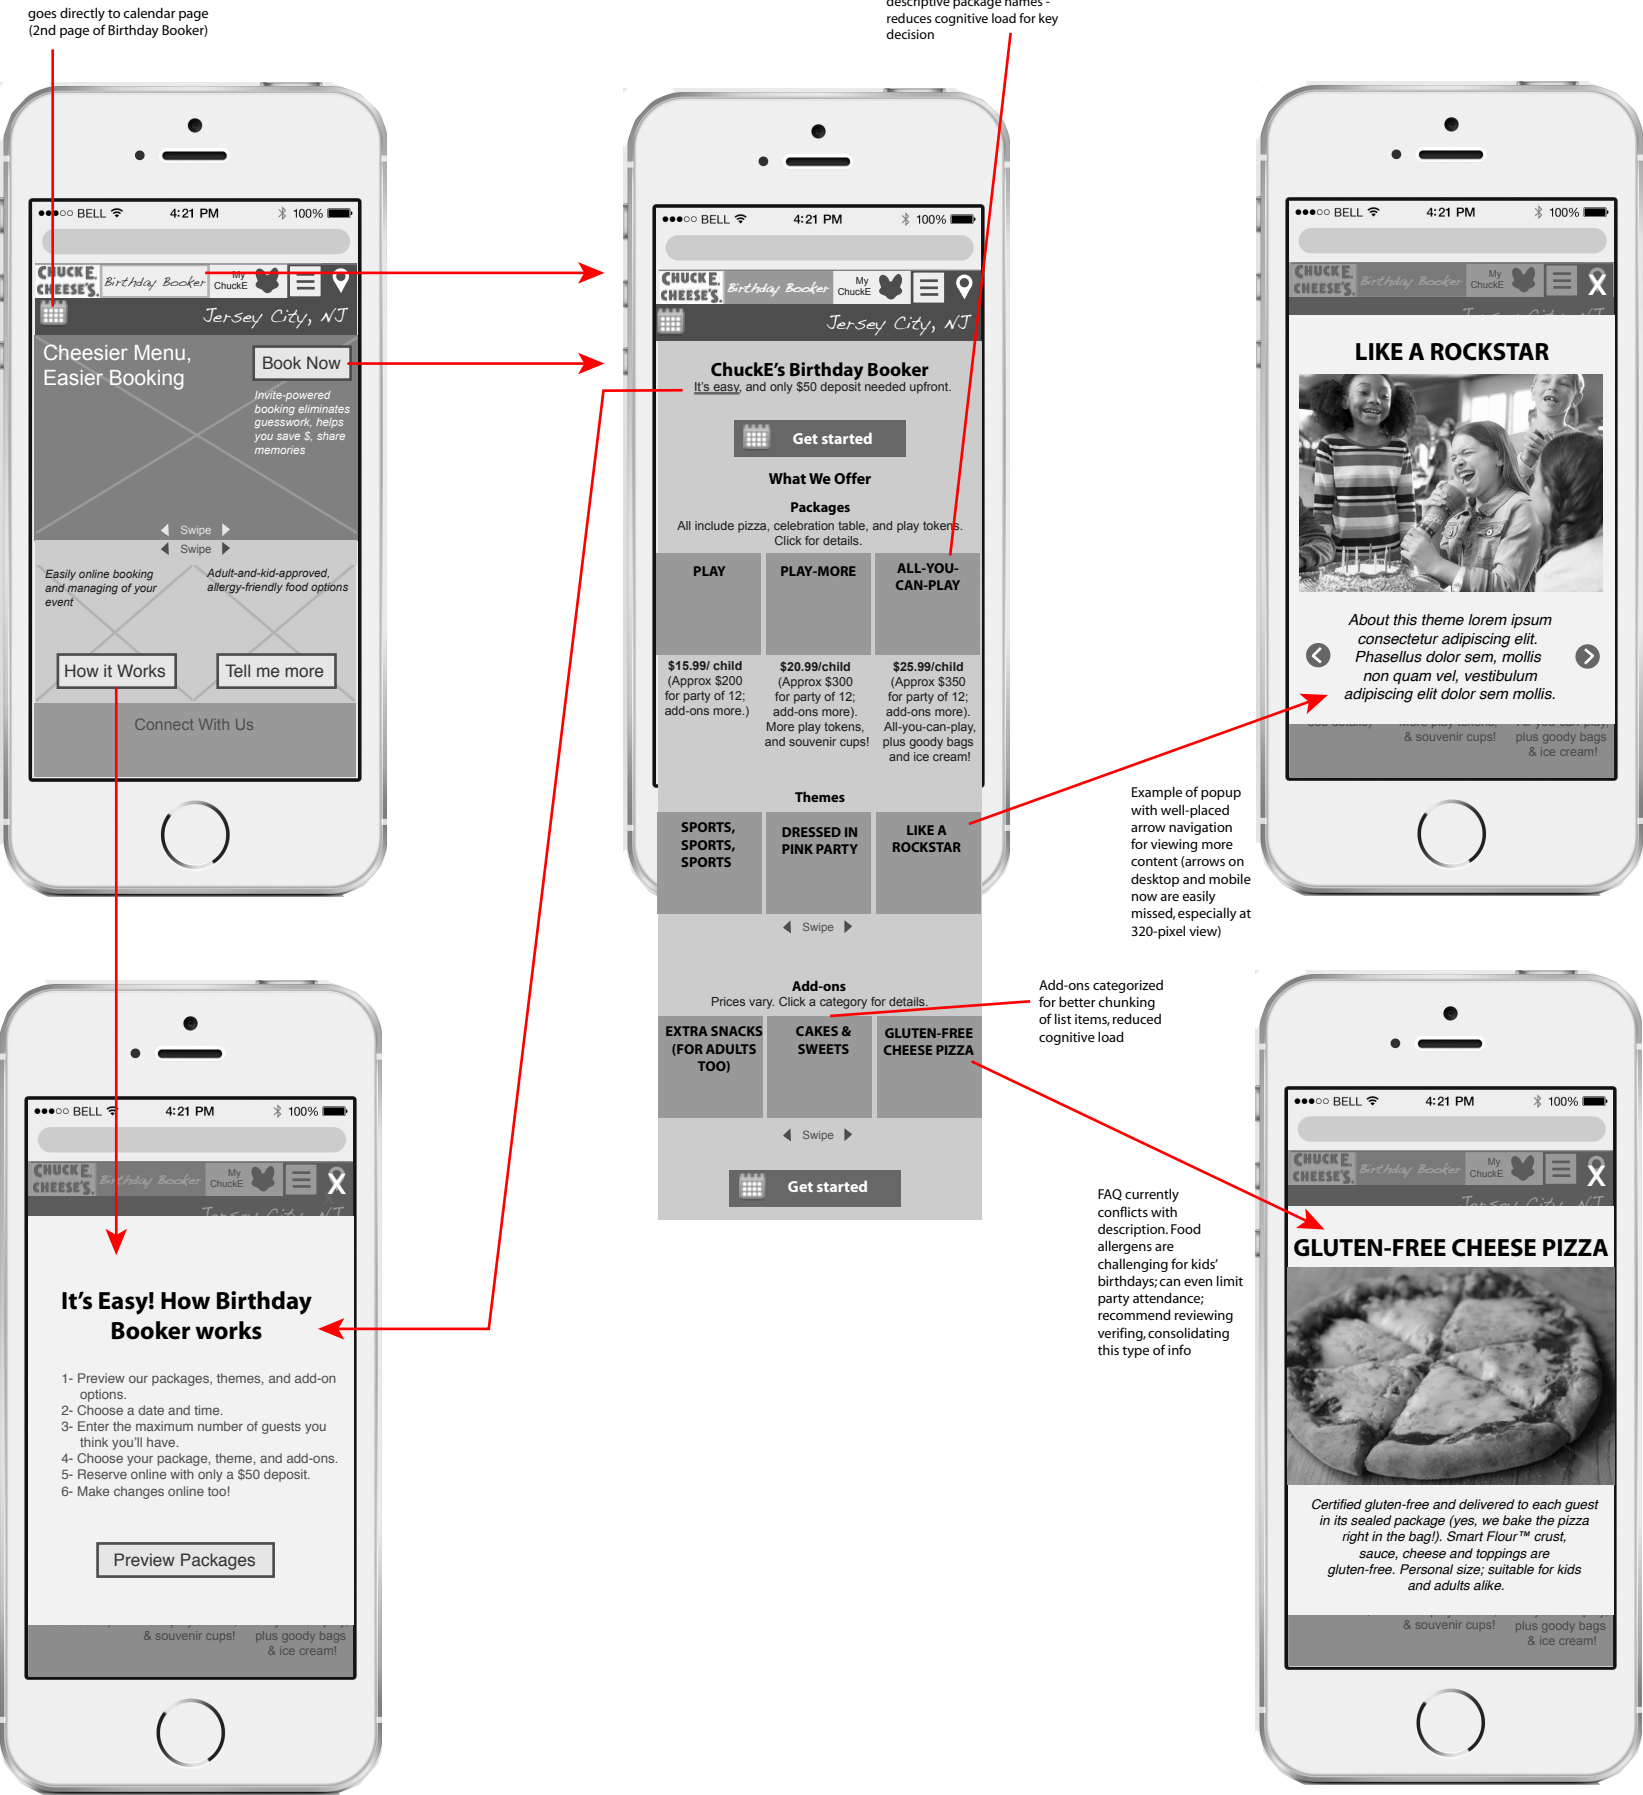 goes directly to calendar page
(2nd page of Birthday Booker)
descriptive package names -
reduces cognitive load for key
decision
BELL 4:21 PM 100%
CHUCK E.
CHEESE'S.
Birthday Booker
My
ChuckE
Jersey City, NJ
Cheesier Menu,
Easier Booking
Book Now
Invite-powered
booking eliminates
guesswork, helps
you save $, share
memories
Swipe
Swipe
Easily online booking
and managing of your
event
Adult-and-kid-approved,
allergy-friendly food options
How it Works
Tell me more
Connect With Us
BELL 4:21 PM 100%
CHUCK E.
CHEESE'S.
Birthday Booker
My
ChuckE
Jersey City, NJ
ChuckE's Birthday Booker
It's easy, and only $50 deposit needed upfront.
Get started
What We Offer
Packages
All include pizza, celebration table, and play tokens.
Click for details.
PLAY
PLAY-MORE
ALL-YOU-
CAN-PLAY
$15.99/ child
(Approx $200
for party of 12;
add-ons more.)
$20.99/child
(Approx $300
for party of 12;
add-ons more).
More play tokens,
and souvenir cups!
$25.99/child
(Approx $350
for party of 12;
add-ons more).
All-you-can-play,
plus goody bags
and ice cream!
Themes
SPORTS,
SPORTS,
SPORTS
DRESSED IN
PINK PARTY
LIKE A
ROCKSTAR
Swipe
Add-ons
Prices vary. Click a category for details.
EXTRA SNACKS
(FOR ADULTS
TOO)
CAKES &
SWEETS
GLUTEN-FREE
CHEESE PIZZA
Swipe
Get started
BELL 4:21 PM 100%
CHUCK E.
CHEESE'S.
Birthday Booker
My
ChuckE
X
Jersey City, NJ
LIKE A ROCKSTAR
About this theme lorem ipsum
consectetur adipiscing elit.
Phasellus dolor sem, mollis
non quam vel, vestibulum
adipiscing elit dolor sem mollis.
& souvenir cups!
plus goody bags
& ice cream!
Example of popup
with well-placed
arrow navigation
for viewing more
content (arrows on
desktop and mobile
now are easily
missed, especially at
320-pixel view)
Add-ons categorized
for better chunking
of list items, reduced
cognitive load
FAQ currently
conflicts with
description. Food
allergens are
challenging for kids'
birthdays; can even limit
party attendance;
recommend reviewing
verifing, consolidating
this type of info
BELL 4:21 PM 100%
CHUCK E.
CHEESE'S.
Birthday Booker
My
ChuckE
X
Jersey City, NJ
It's Easy! How Birthday
Booker works
1- Preview our packages, themes, and add-on
options.
2- Choose a date and time.
3- Enter the maximum number of guests you
think you'll have.
4- Choose your package, theme, and add-ons.
5- Reserve online with only a $50 deposit.
6- Make changes online too!
Preview Packages
& souvenir cups!
plus goody bags
& ice cream!
BELL 4:21 PM 100%
CHUCK E.
CHEESE'S.
Birthday Booker
My
ChuckE
X
Jersey City, NJ
GLUTEN-FREE CHEESE PIZZA
Certified gluten-free and delivered to each guest
in its sealed package (yes, we bake the pizza
right in the bag!). Smart Flour™ crust,
sauce, cheese and toppings are
gluten-free. Personal size; suitable for kids
and adults alike.
& souvenir cups!
plus goody bags
& ice cream!